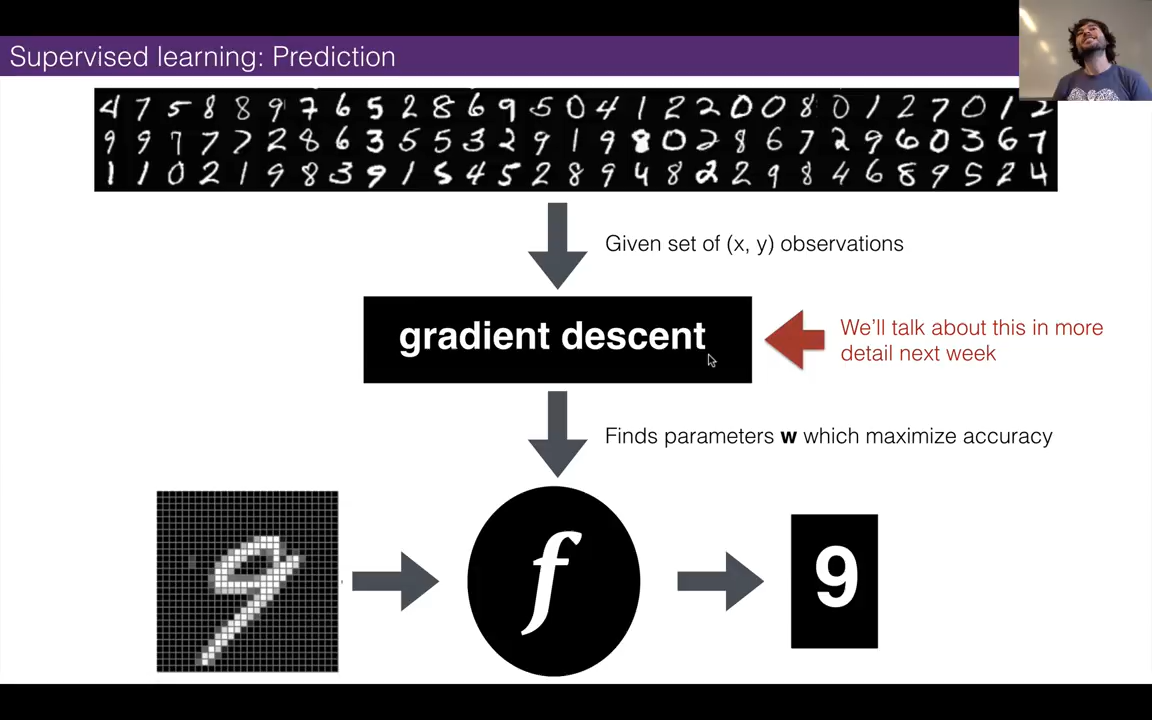 Supervised learning: Prediction
4 7 5 8 8 9 7 6 5 2 8 6 9 5 0 4 1 2 2 0 0 8 0 1 2 7 0 1 2
9 9 7 7 7 2 8 6 3 5 5 3 2 9 1 9 8 0 2 8 6 7 2 9 6 0 3 6 7
1 1 0 2 1 9 8 3 9 1 5 4 5 2 8 9 4 8 2 2 9 8 4 6 8 9 5 2 4
Given set of (x, y) observations
gradient descent
We'll talk about this in more
detail next week
Finds parameters w which maximize accuracy
9
f
9